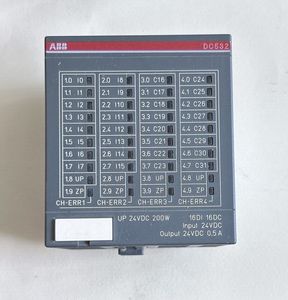 ABB DC532
1.0 I0 2.0 I8 3.0 C16 4.0 C24
1.1 I1 2.1 I9 3.1 C17 4.1 C25
1.2 I2 2.2 I10 3.2 C18 4.2 C26
1.3 I3 2.3 I11 3.3 C19 4.3 C27
1.4 I4 2.4 I12 3.4 C20 4.4 C28
1.5 I5 2.5 I13 3.5 C21 4.5 C29
1.6 I6 2.6 I14 3.6 C22 4.6 C30
1.7 I7 2.7 I15 3.7 C23 4.7 C31
1.8 UP 2.8 UP 3.8 UP 4.8 UP
1.9 ZP 2.9 ZP 3.9 ZP 4.9 ZP
CH-ERR1 CH-ERR2 CH-ERR3 CH-ERR4
UP 24VDC 200W 16DI 16DC
Input 24VDC
Output 24VDC 0.5 A